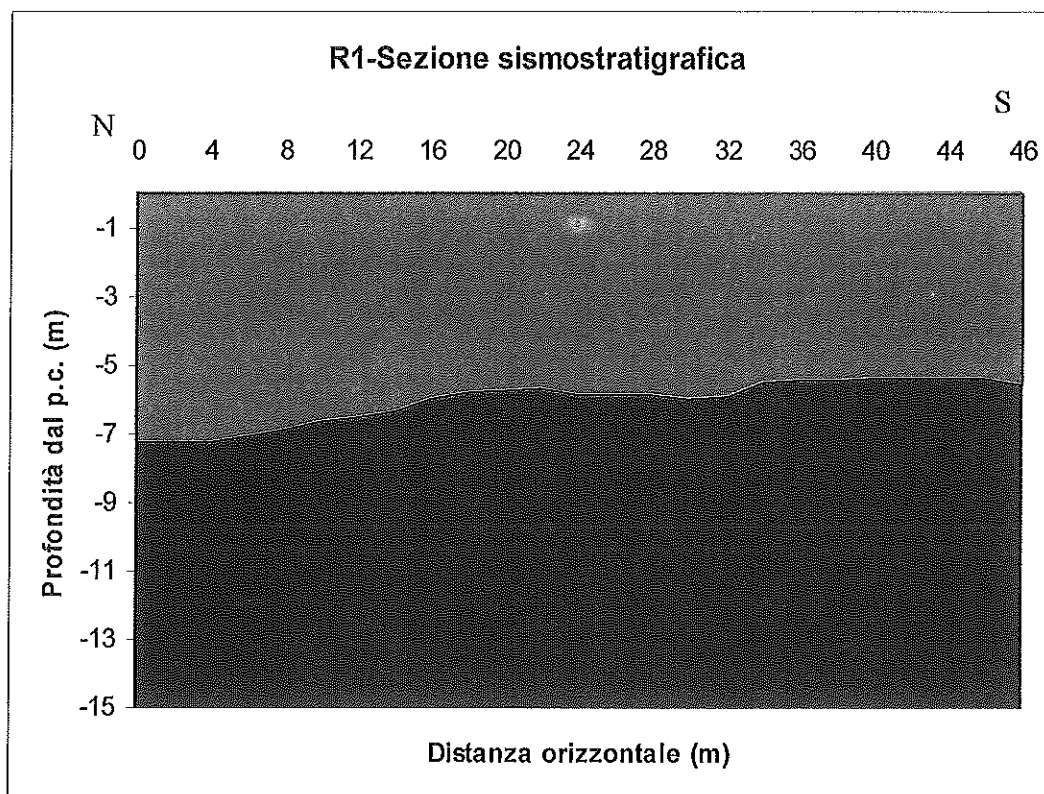 R1-Sezione sismostratigrafica
N S
0 4 8 12 16 20 24 28 32 36 40 44 46
-1
-3
-5
-7
-9
-11
-13
-15
Profondità dal p.c. (m)
Distanza orizzontale (m)